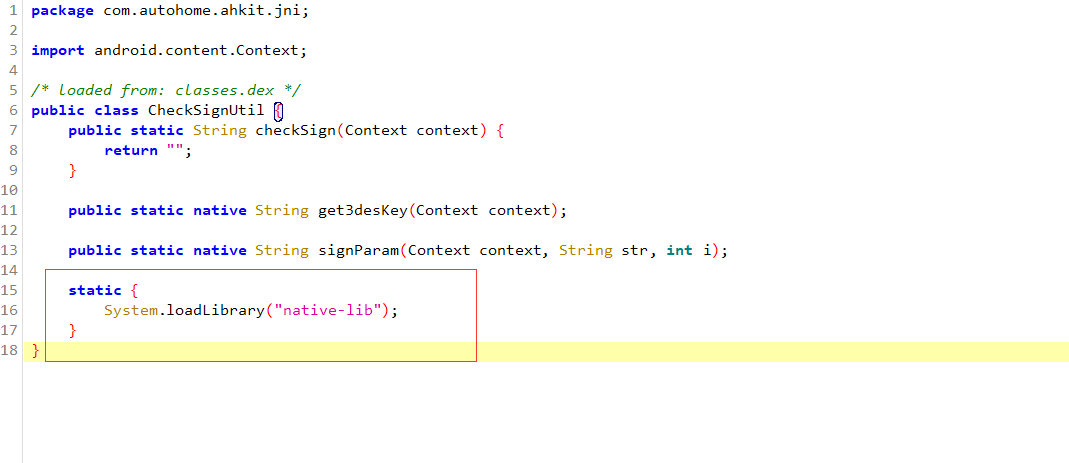 1 package com.autohome.ahkit.jni;
2
3 import android.content.Context;
4
5 /* loaded from: classes.dex */
6 public class CheckSignUtil {
7     public static String checkSign(Context context) {
8         return "";
9     }
10
11     public static native String get3desKey(Context context);
12
13     public static native String signParam(Context context, String str, int i);
14
15     static {
16         System.loadLibrary("native-lib");
17     }
18 }